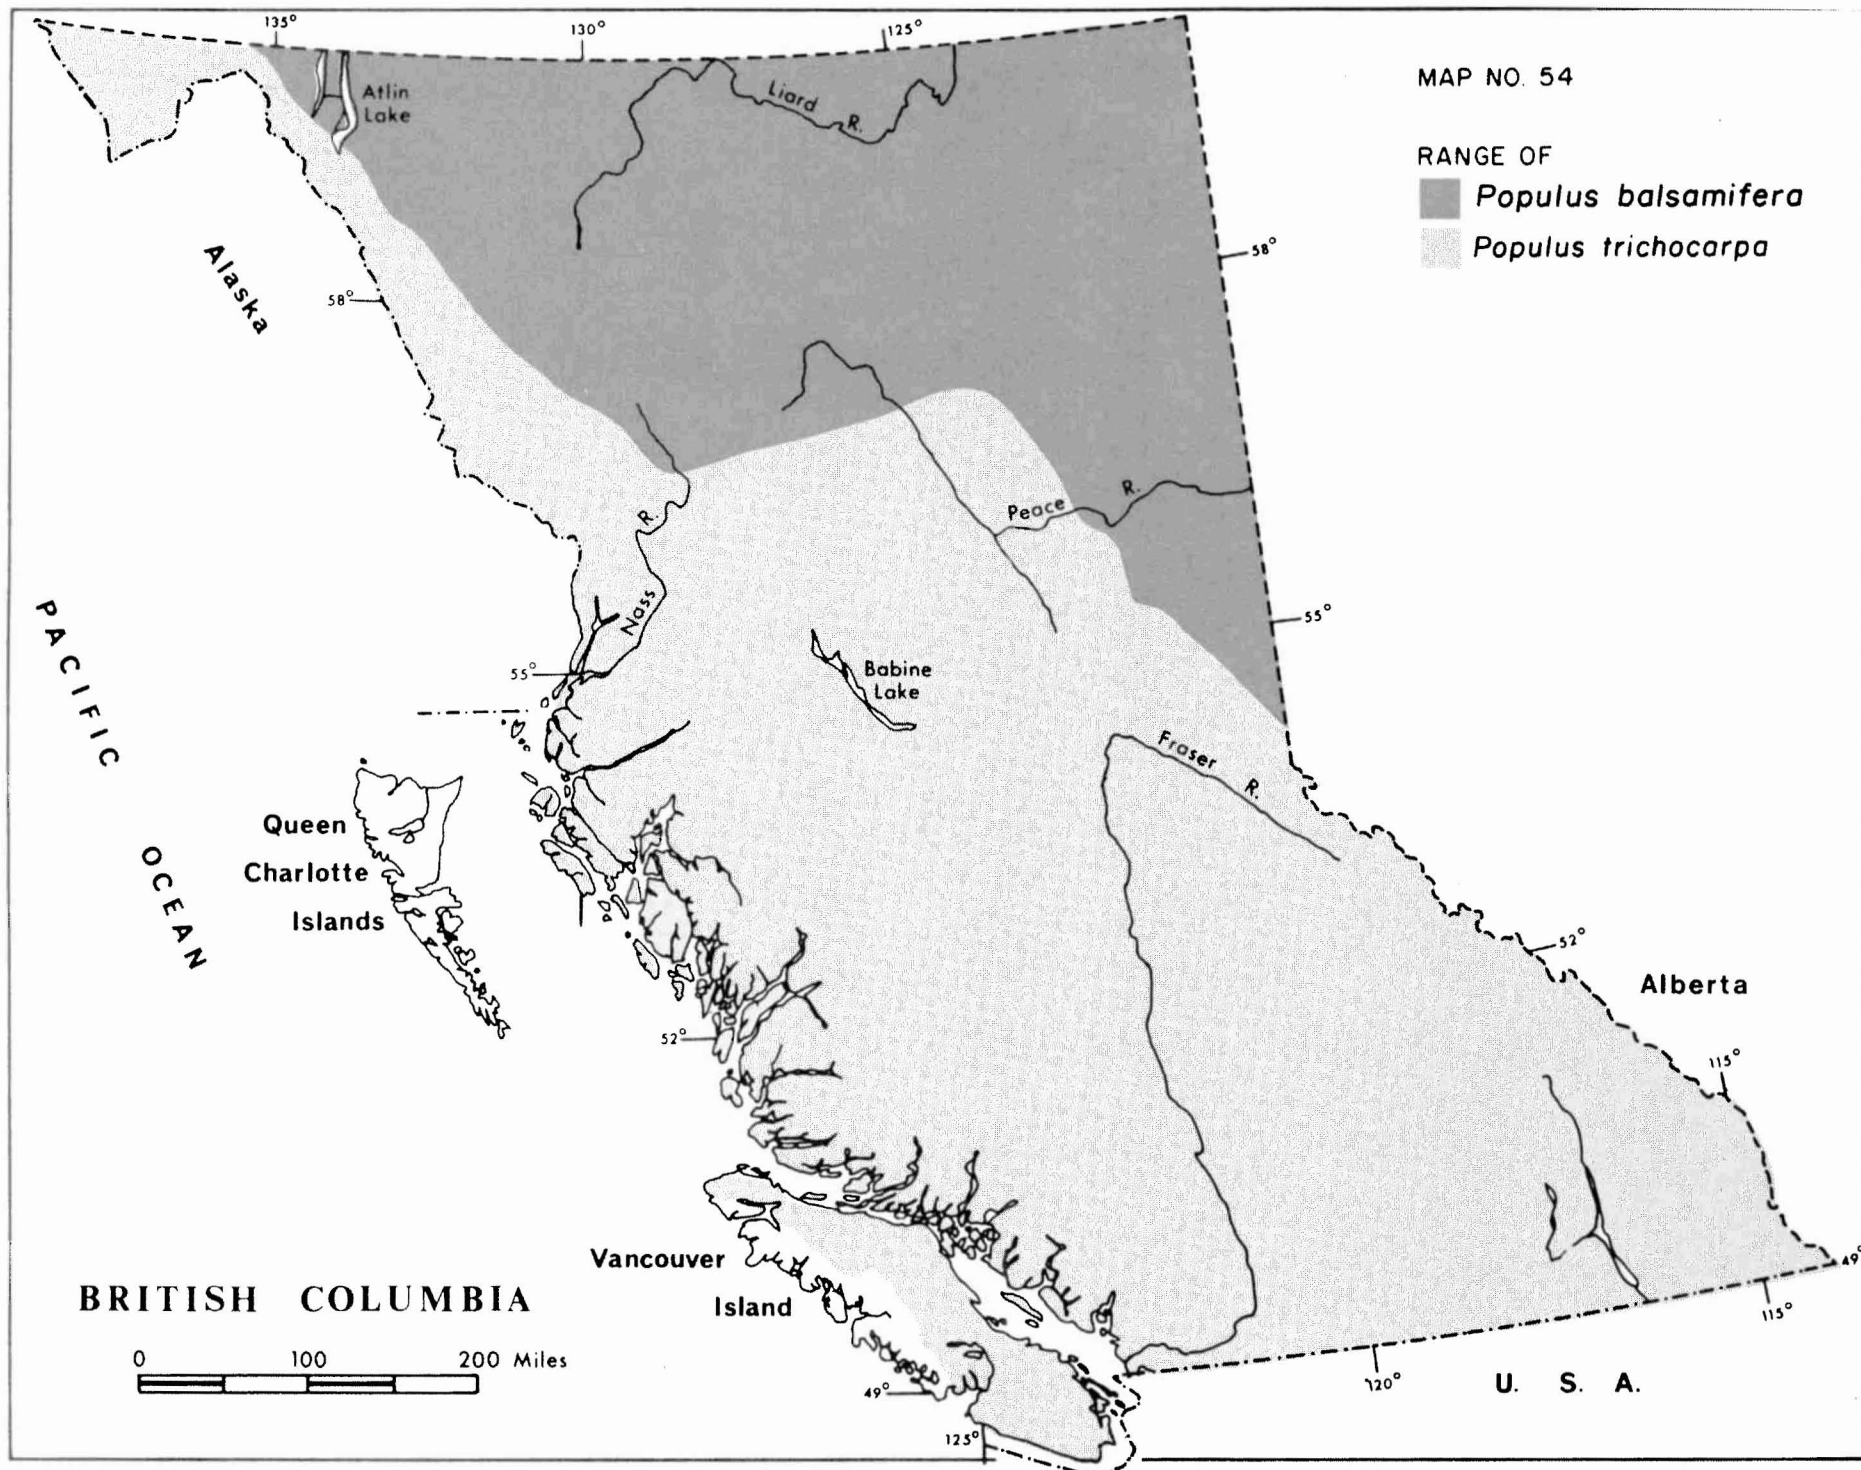 135°
130°
125°
MAP NO. 54
RANGE OF
Populus balsamifera
Populus trichocarpa
Atlin
Lake
Liard R.
Alaska
58°
58°
Peace R.
Nass R.
55°
55°
Babine
Lake
PACIFIC OCEAN
Fraser R.
Queen
Charlotte
Islands
52°
52°
Alberta
115°
Vancouver
Island
BRITISH COLUMBIA
0 100 200 Miles
49°
49°
125°
120°
115°
U. S. A.